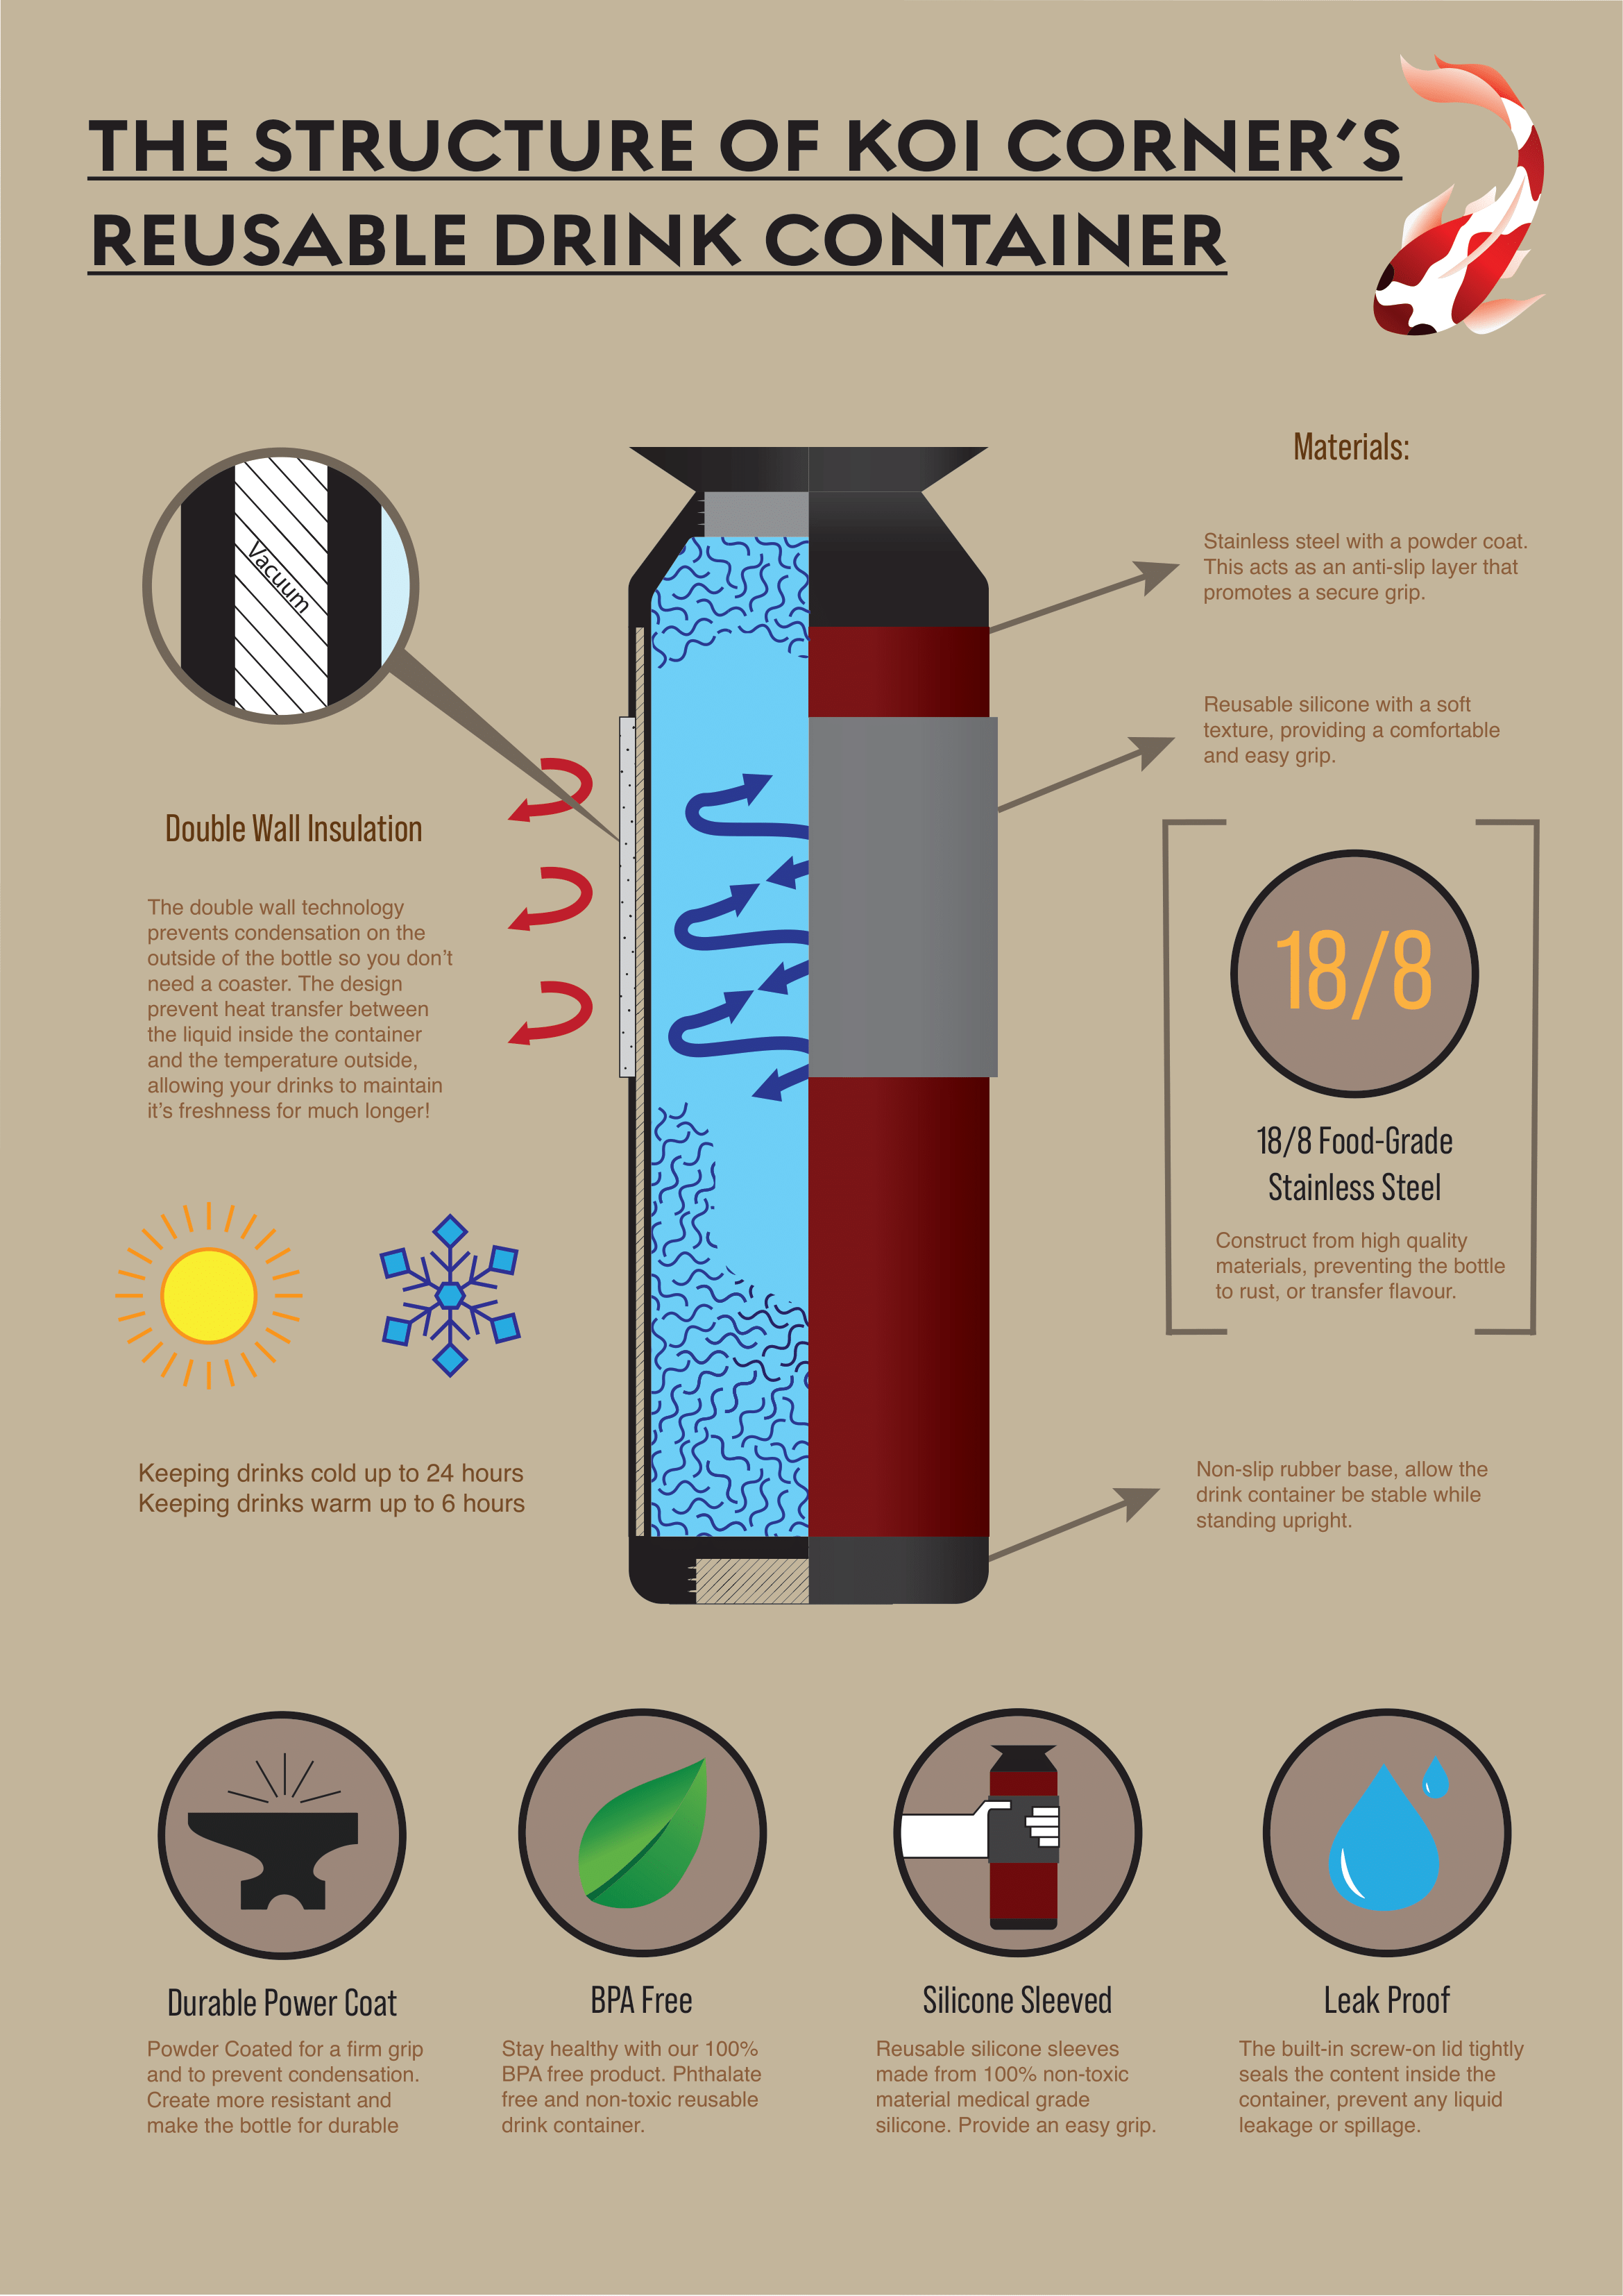 THE STRUCTURE OF KOI CORNER'S
REUSABLE DRINK CONTAINER
Vacuum
Double Wall Insulation
The double wall technology
prevents condensation on the
outside of the bottle so you don't
need a coaster. The design
prevent heat transfer between
the liquid inside the container
and the temperature outside,
allowing your drinks to maintain
it's freshness for much longer!
Keeping drinks cold up to 24 hours
Keeping drinks warm up to 6 hours
Materials:
Stainless steel with a powder coat.
This acts as an anti-slip layer that
promotes a secure grip.
Reusable silicone with a soft
texture, providing a comfortable
and easy grip.
18/8
18/8 Food-Grade
Stainless Steel
Construct from high quality
materials, preventing the bottle
to rust, or transfer flavour.
Non-slip rubber base, allow the
drink container be stable while
standing upright.
Durable Power Coat
Powder Coated for a firm grip
and to prevent condensation.
Create more resistant and
make the bottle for durable
BPA Free
Stay healthy with our 100%
BPA free product. Phthalate
free and non-toxic reusable
drink container.
Silicone Sleeved
Reusable silicone sleeves
made from 100% non-toxic
material medical grade
silicone. Provide an easy grip.
Leak Proof
The built-in screw-on lid tightly
seals the content inside the
container, prevent any liquid
leakage or spillage.